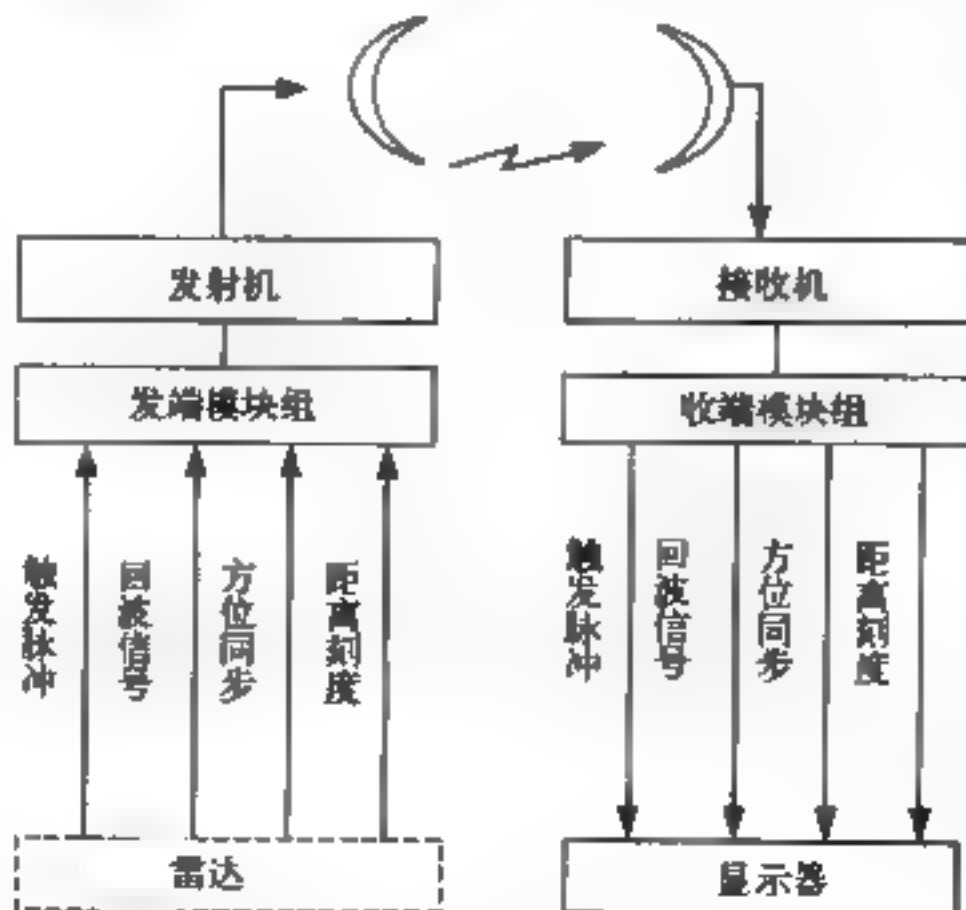 发射机
接收机
发端模块组
收端模块组
触发脉冲
回波信号
方位同步
距离刻度
触发脉冲
回波信号
方位同步
距离刻度
雷达
显示器